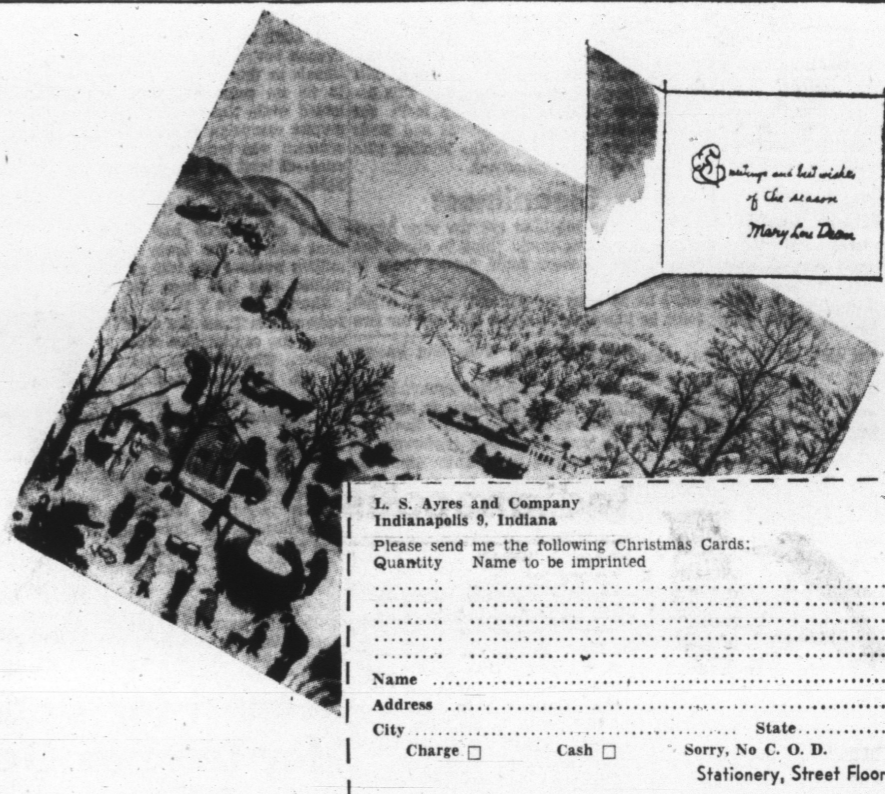 Greetings and best wishes
of the season
Mary Lou Dean
L. S. Ayres and Company
Indianapolis 9, Indiana
Please send me the following Christmas Cards:
Quantity Name to be imprinted
Name
Address
City State
Charge □ Cash □ Sorry, No C. O. D.
Stationery, Street Floor